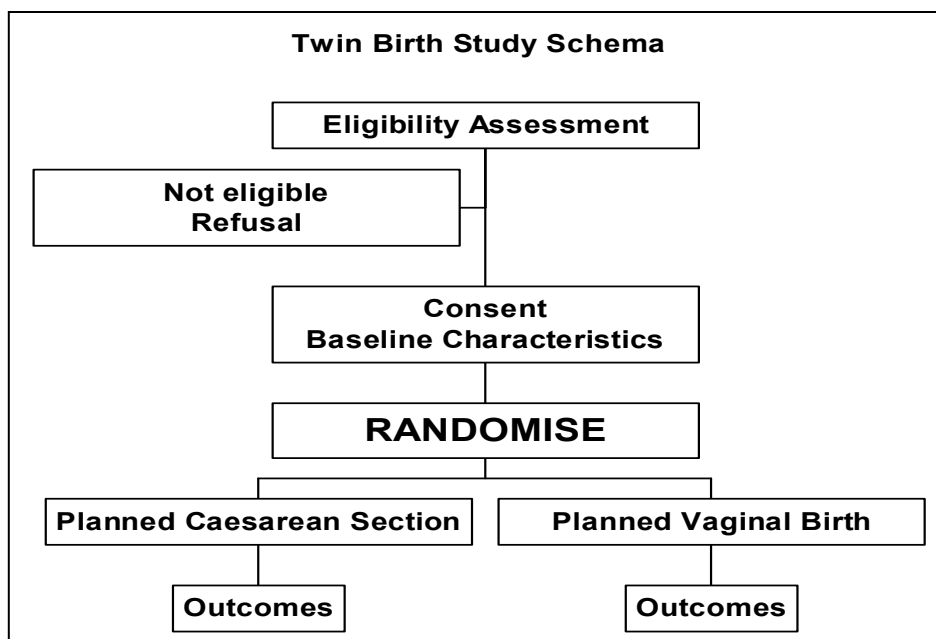 Twin Birth Study Schema
Eligibility Assessment
Not eligible
Refusal
Consent
Baseline Characteristics
RANDOMISE
Planned Caesarean Section
Planned Vaginal Birth
Outcomes
Outcomes